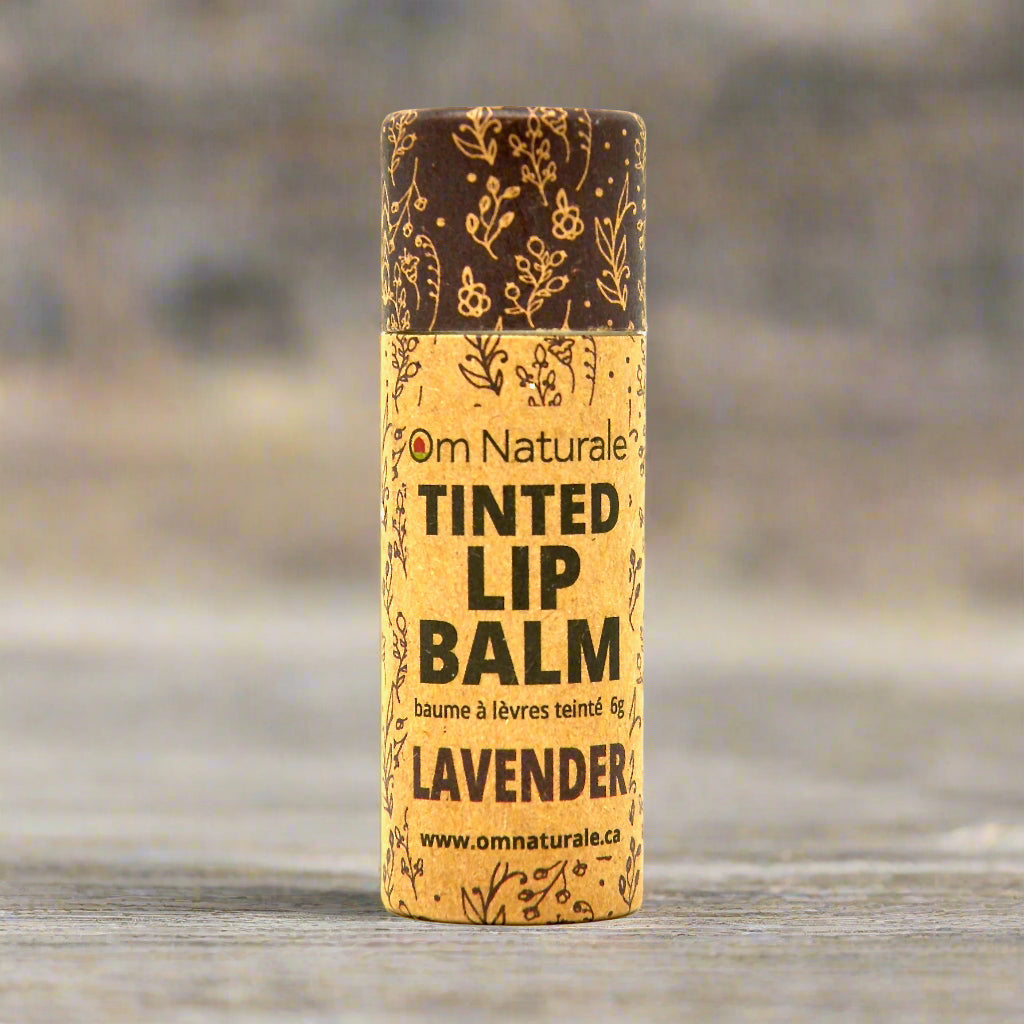 Om Naturale
TINTED
LIP
BALM
baume à lèvres teinté 6g
LAVENDER
www.omnaturale.ca